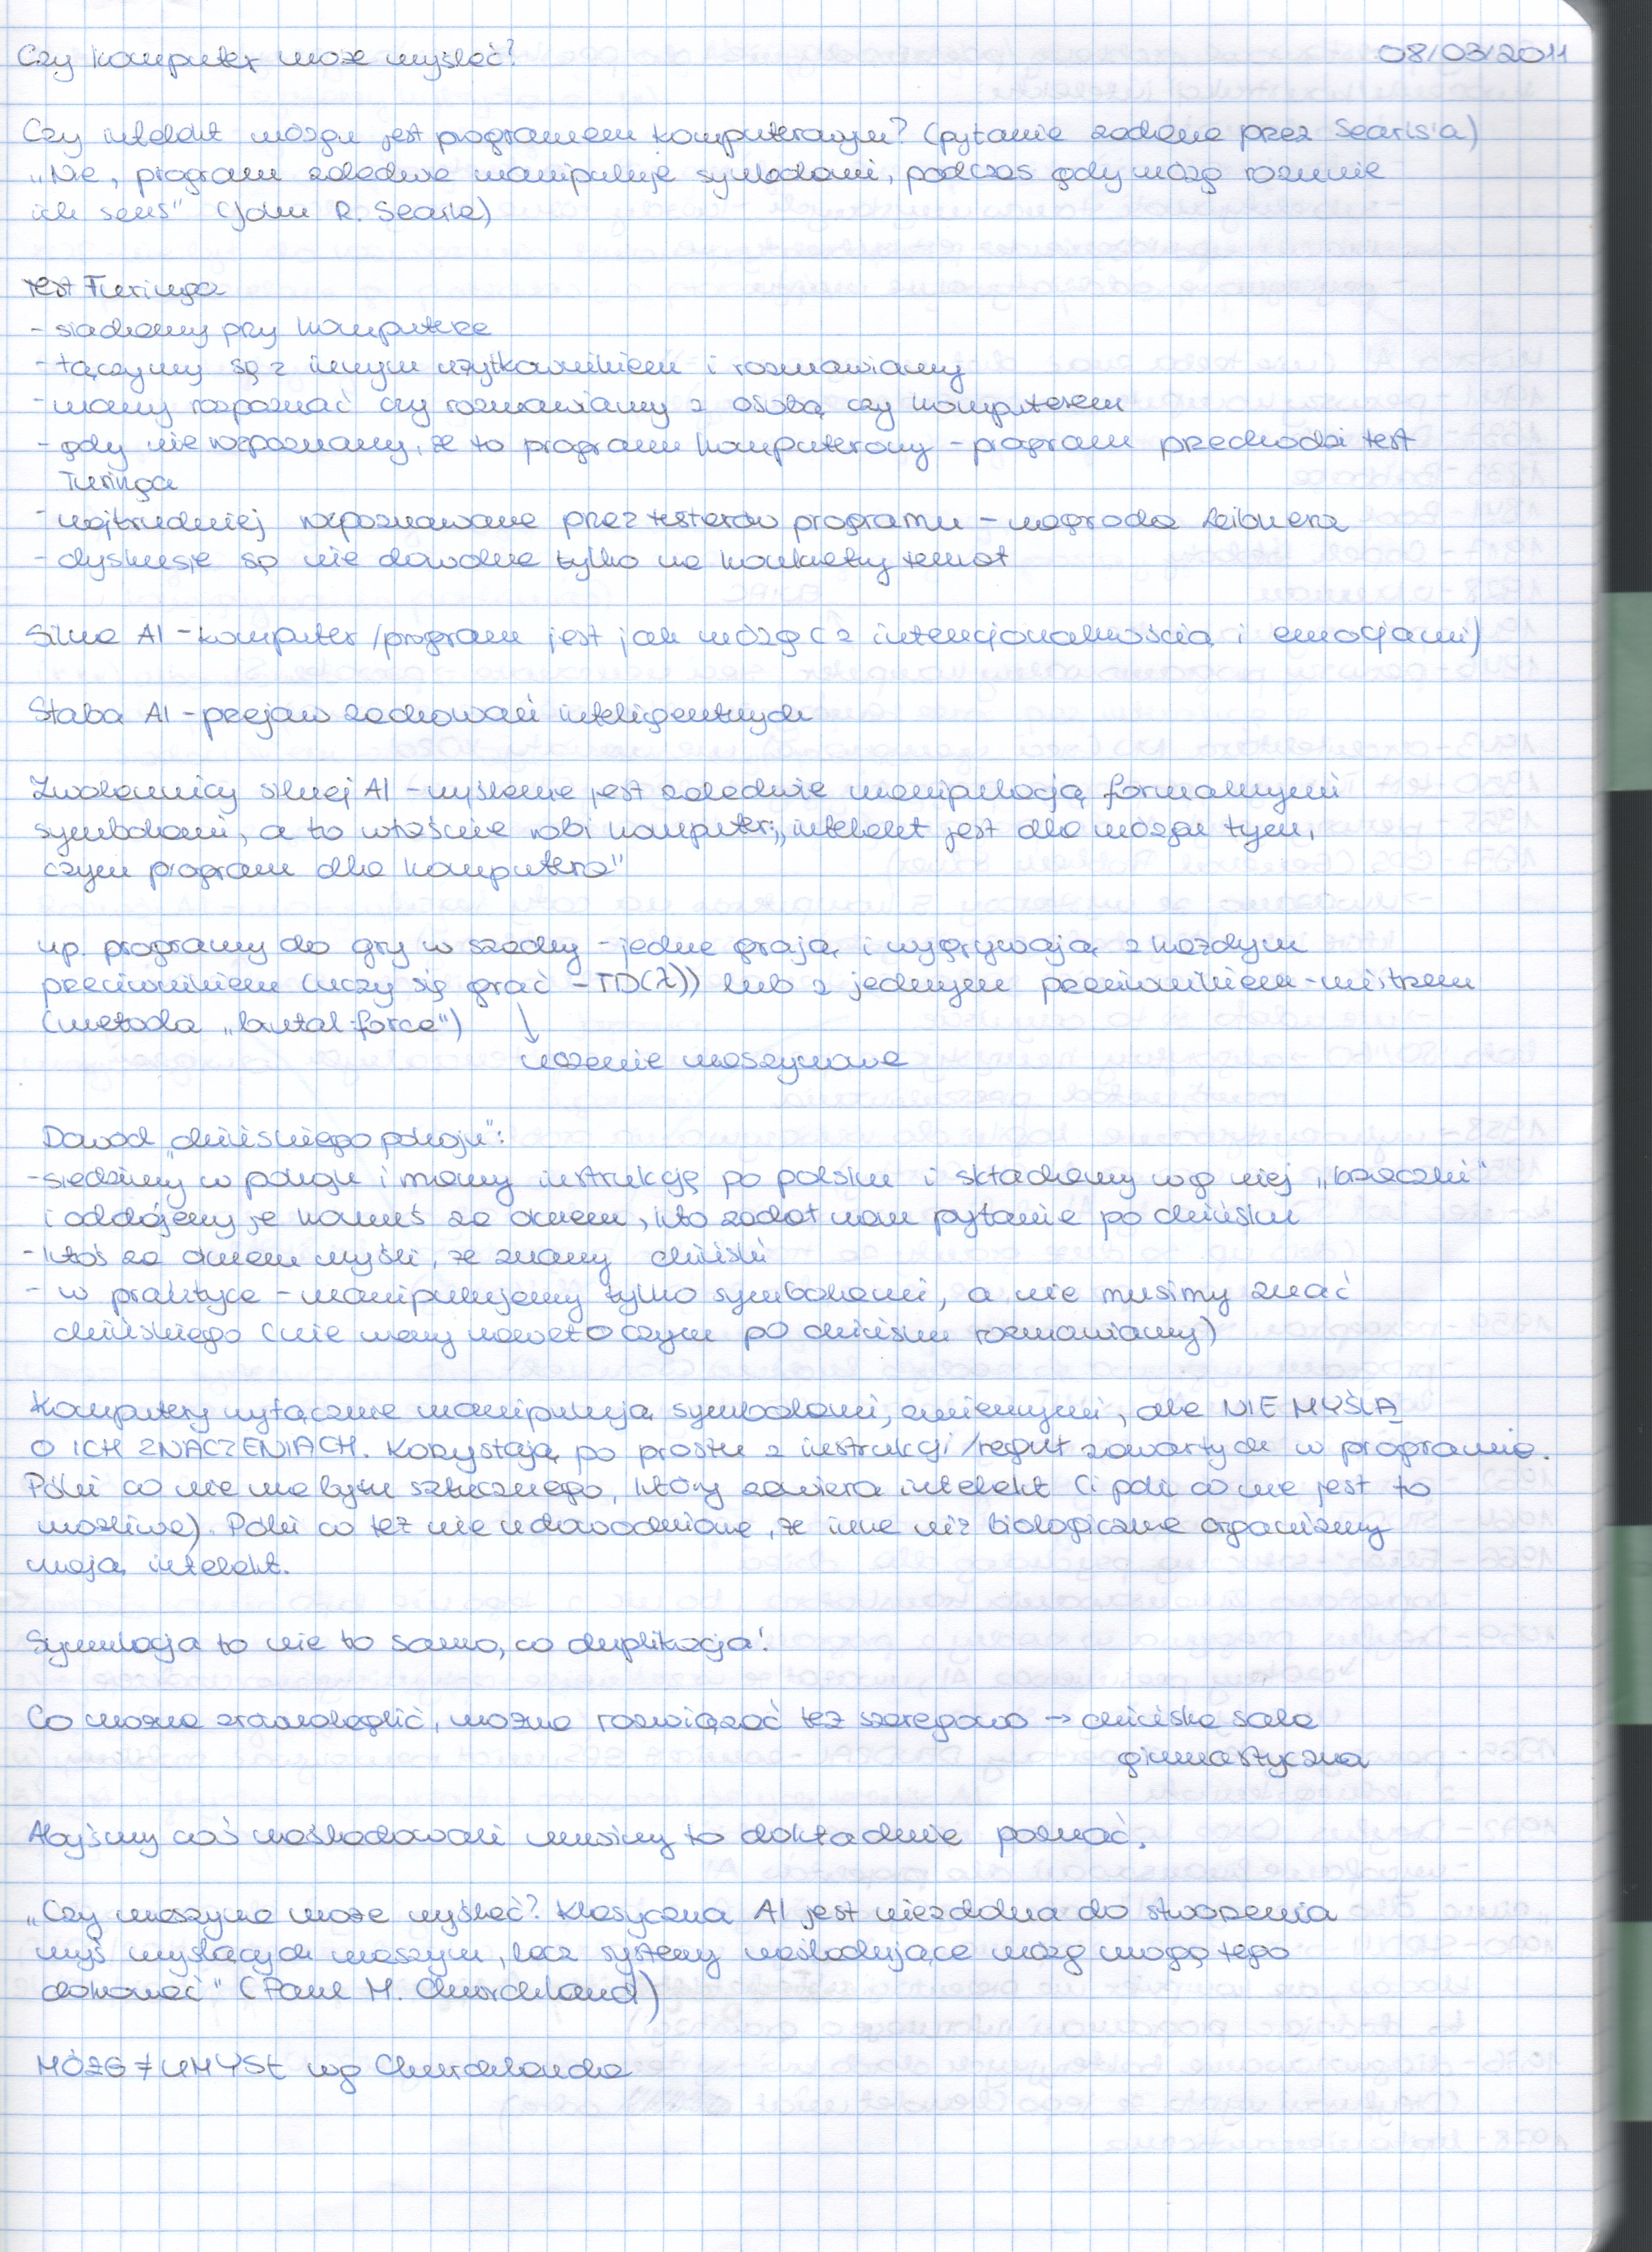 Czy komputer może myśleć? 08/03/2011
Czy intelekt mózgu jest programem komputerowym? (pytanie zadane przez Searls'a)
„Nie, program zaledwie manipuluje symbolami, podczas gdy mózg rozumie
ich sens" (John R. Searle)
Test Turinga
- siadamy przy komputerze
- łączymy się z innym użytkownikiem i rozmawiamy
- mamy rozpoznać czy rozmawiamy z osobą czy komputerem
- gdy nie rozpoznamy, że to program komputerowy - program przechodzi test
Turinga
- najtrudniej rozpoznawane przez testerów programu - nagroda Leibnera
- dyskusje są nie dowolne tylko na konkretny temat
Silna AI - komputer/program jest jak mózg (z intencjonalnością i emocjami)
Słaba AI - przejaw zachowań inteligentnych
Zwolennicy silnej AI - myślenie jest zaledwie manipulacją formalnymi
symbolami, a to właśnie robi komputer; „intelekt jest dla mózgu tym,
czym program dla komputera"
np. programy do gry w szachy - jedne grają i wygrywają z każdym
przeciwnikiem (uczy się grać - TD(λ)) lub z jednym przeciwnikiem-mistrzem
(metoda „brutal-force") ↓
uczenie maszynowe
Dowód „chińskiego pokoju":
- siedzimy w pokoju i mamy instrukcję po polsku i składamy wg niej „krzaczki"
i oddajemy je komuś za oknem, kto zadał nam pytanie po chińsku
- ktoś za oknem myśli, że znamy chiński
- w praktyce - manipulujemy tylko symbolami, a nie musimy znać
chińskiego (nie wiemy nawet o czym po chińsku rozmawiamy)
Komputery wyłącznie manipulują symbolami, zmiennymi, ale NIE MYŚLĄ
O ICH ZNACZENIACH. Korzystają po prostu z instrukcji/reguł zawartych w programie.
Póki co nie ma bytu sztucznego, który zawiera intelekt (i póki co nie jest to
możliwe). Póki co też nie udowodniono, że inne niż biologiczne organizmy
mają intelekt.
Symulacja to nie to samo, co duplikacja!
Co można zrównoleglić, można rozwiązać też szeregowo → chińska sala
gimnastyczna
Abyśmy coś naśladowali musimy to dokładnie poznać.
„Czy maszyna może myśleć? Klasyczna AI jest niezdolna do stworzenia
myś myślących maszyn, lecz systemy naśladujące mózg mogą tego
dokonać" (Paul M. Churchland)
MÓZG ≠ UMYSŁ wg Churchlanda